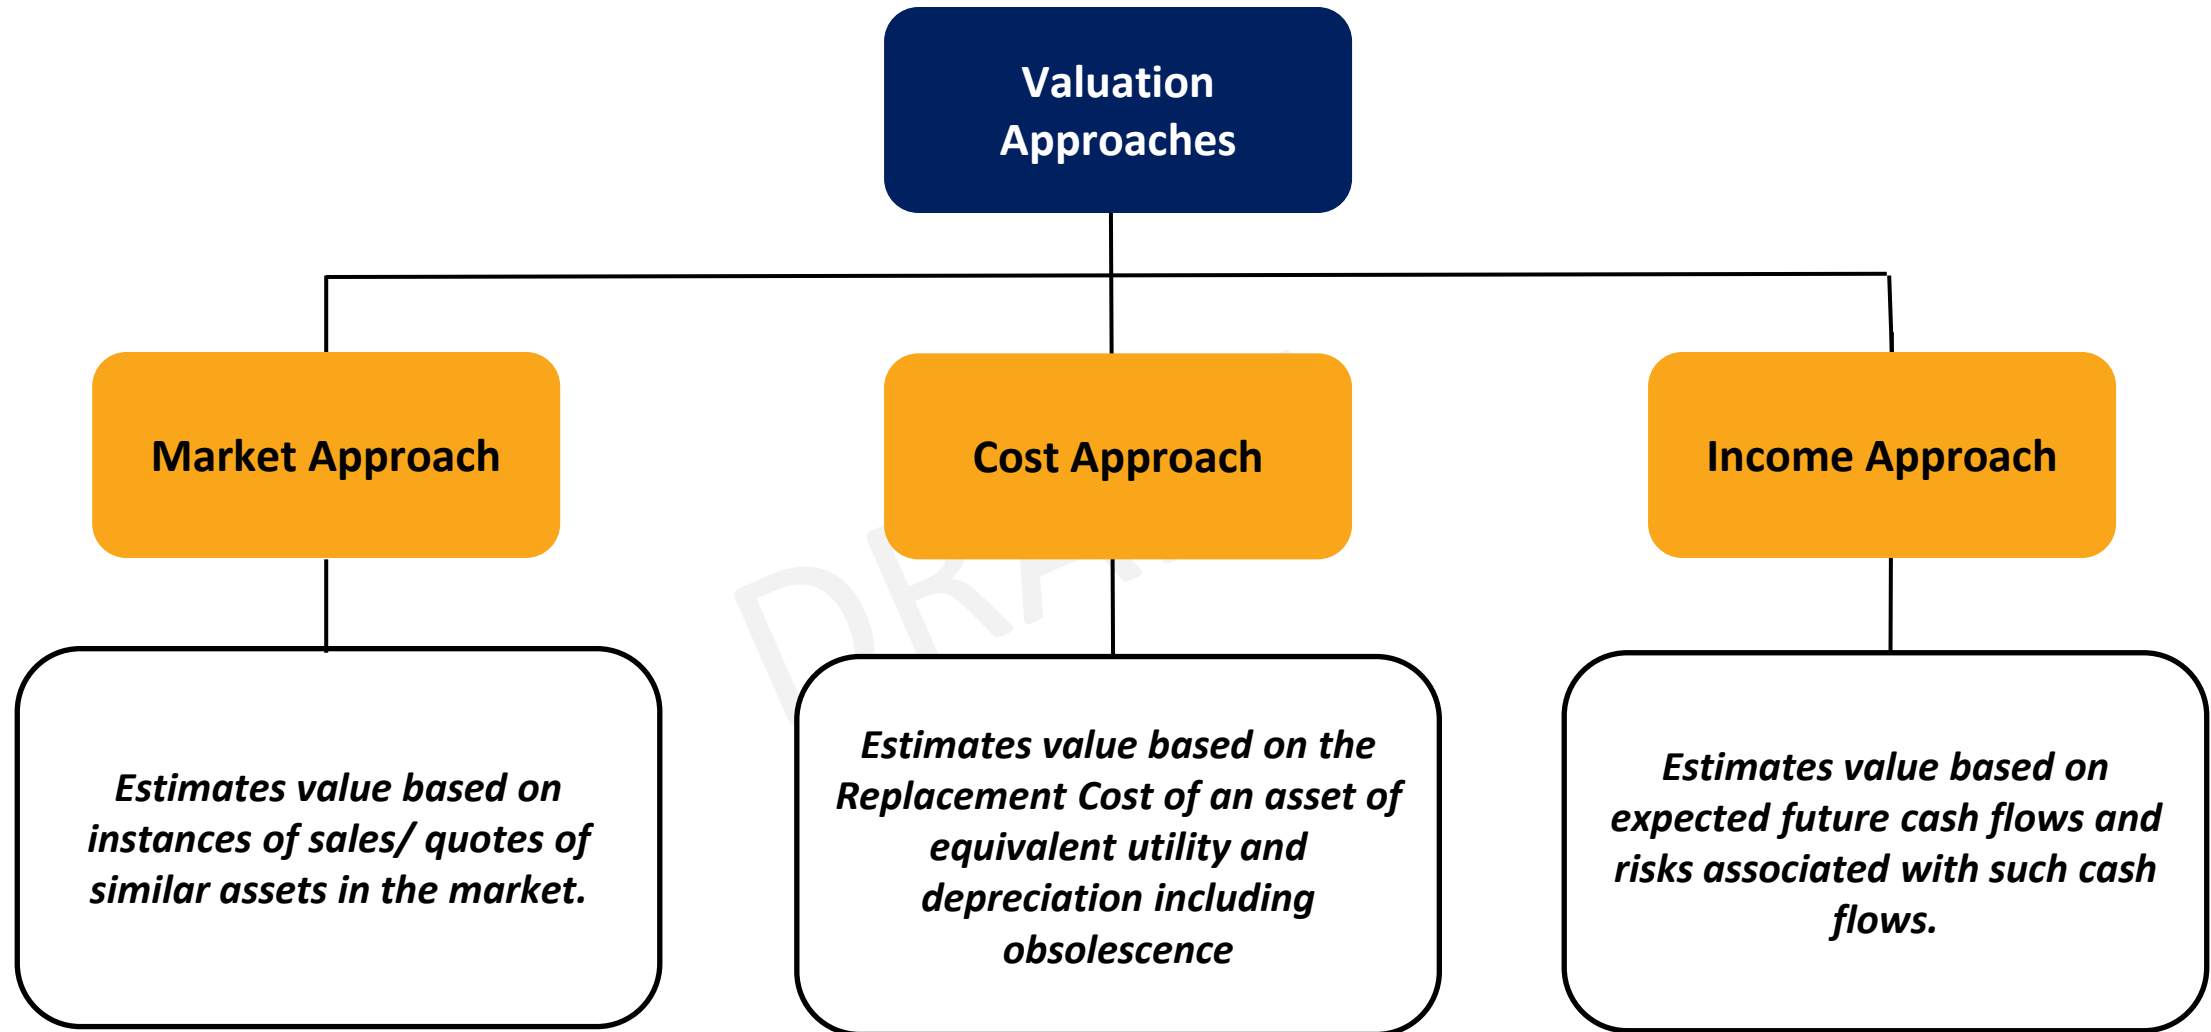 Valuation
Approaches
Market Approach
Cost Approach
Income Approach
Estimates value based on
instances of sales/ quotes of
similar assets in the market.
Estimates value based on the
Replacement Cost of an asset of
equivalent utility and
depreciation including
obsolescence
Estimates value based on
expected future cash flows and
risks associated with such cash
flows.